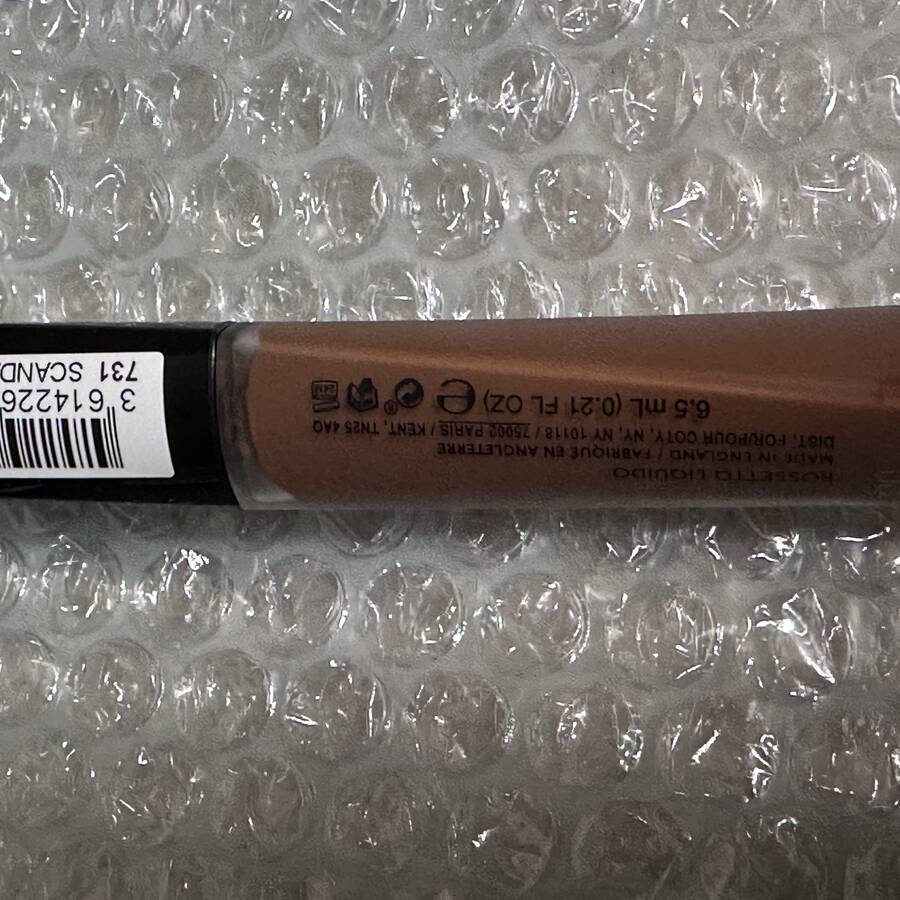 ROSSETTO LIQUIDO
MADE IN ENGLAND / FABRIQUÉ EN ANGLETERRE
DIST. FOR/POUR COTY, NY, NY 10118 / 75002 PARIS / KENT, TN25 4AQ
6.5 mL (0.21 FL OZ) e ® 24M
3 614226
731 SCAND